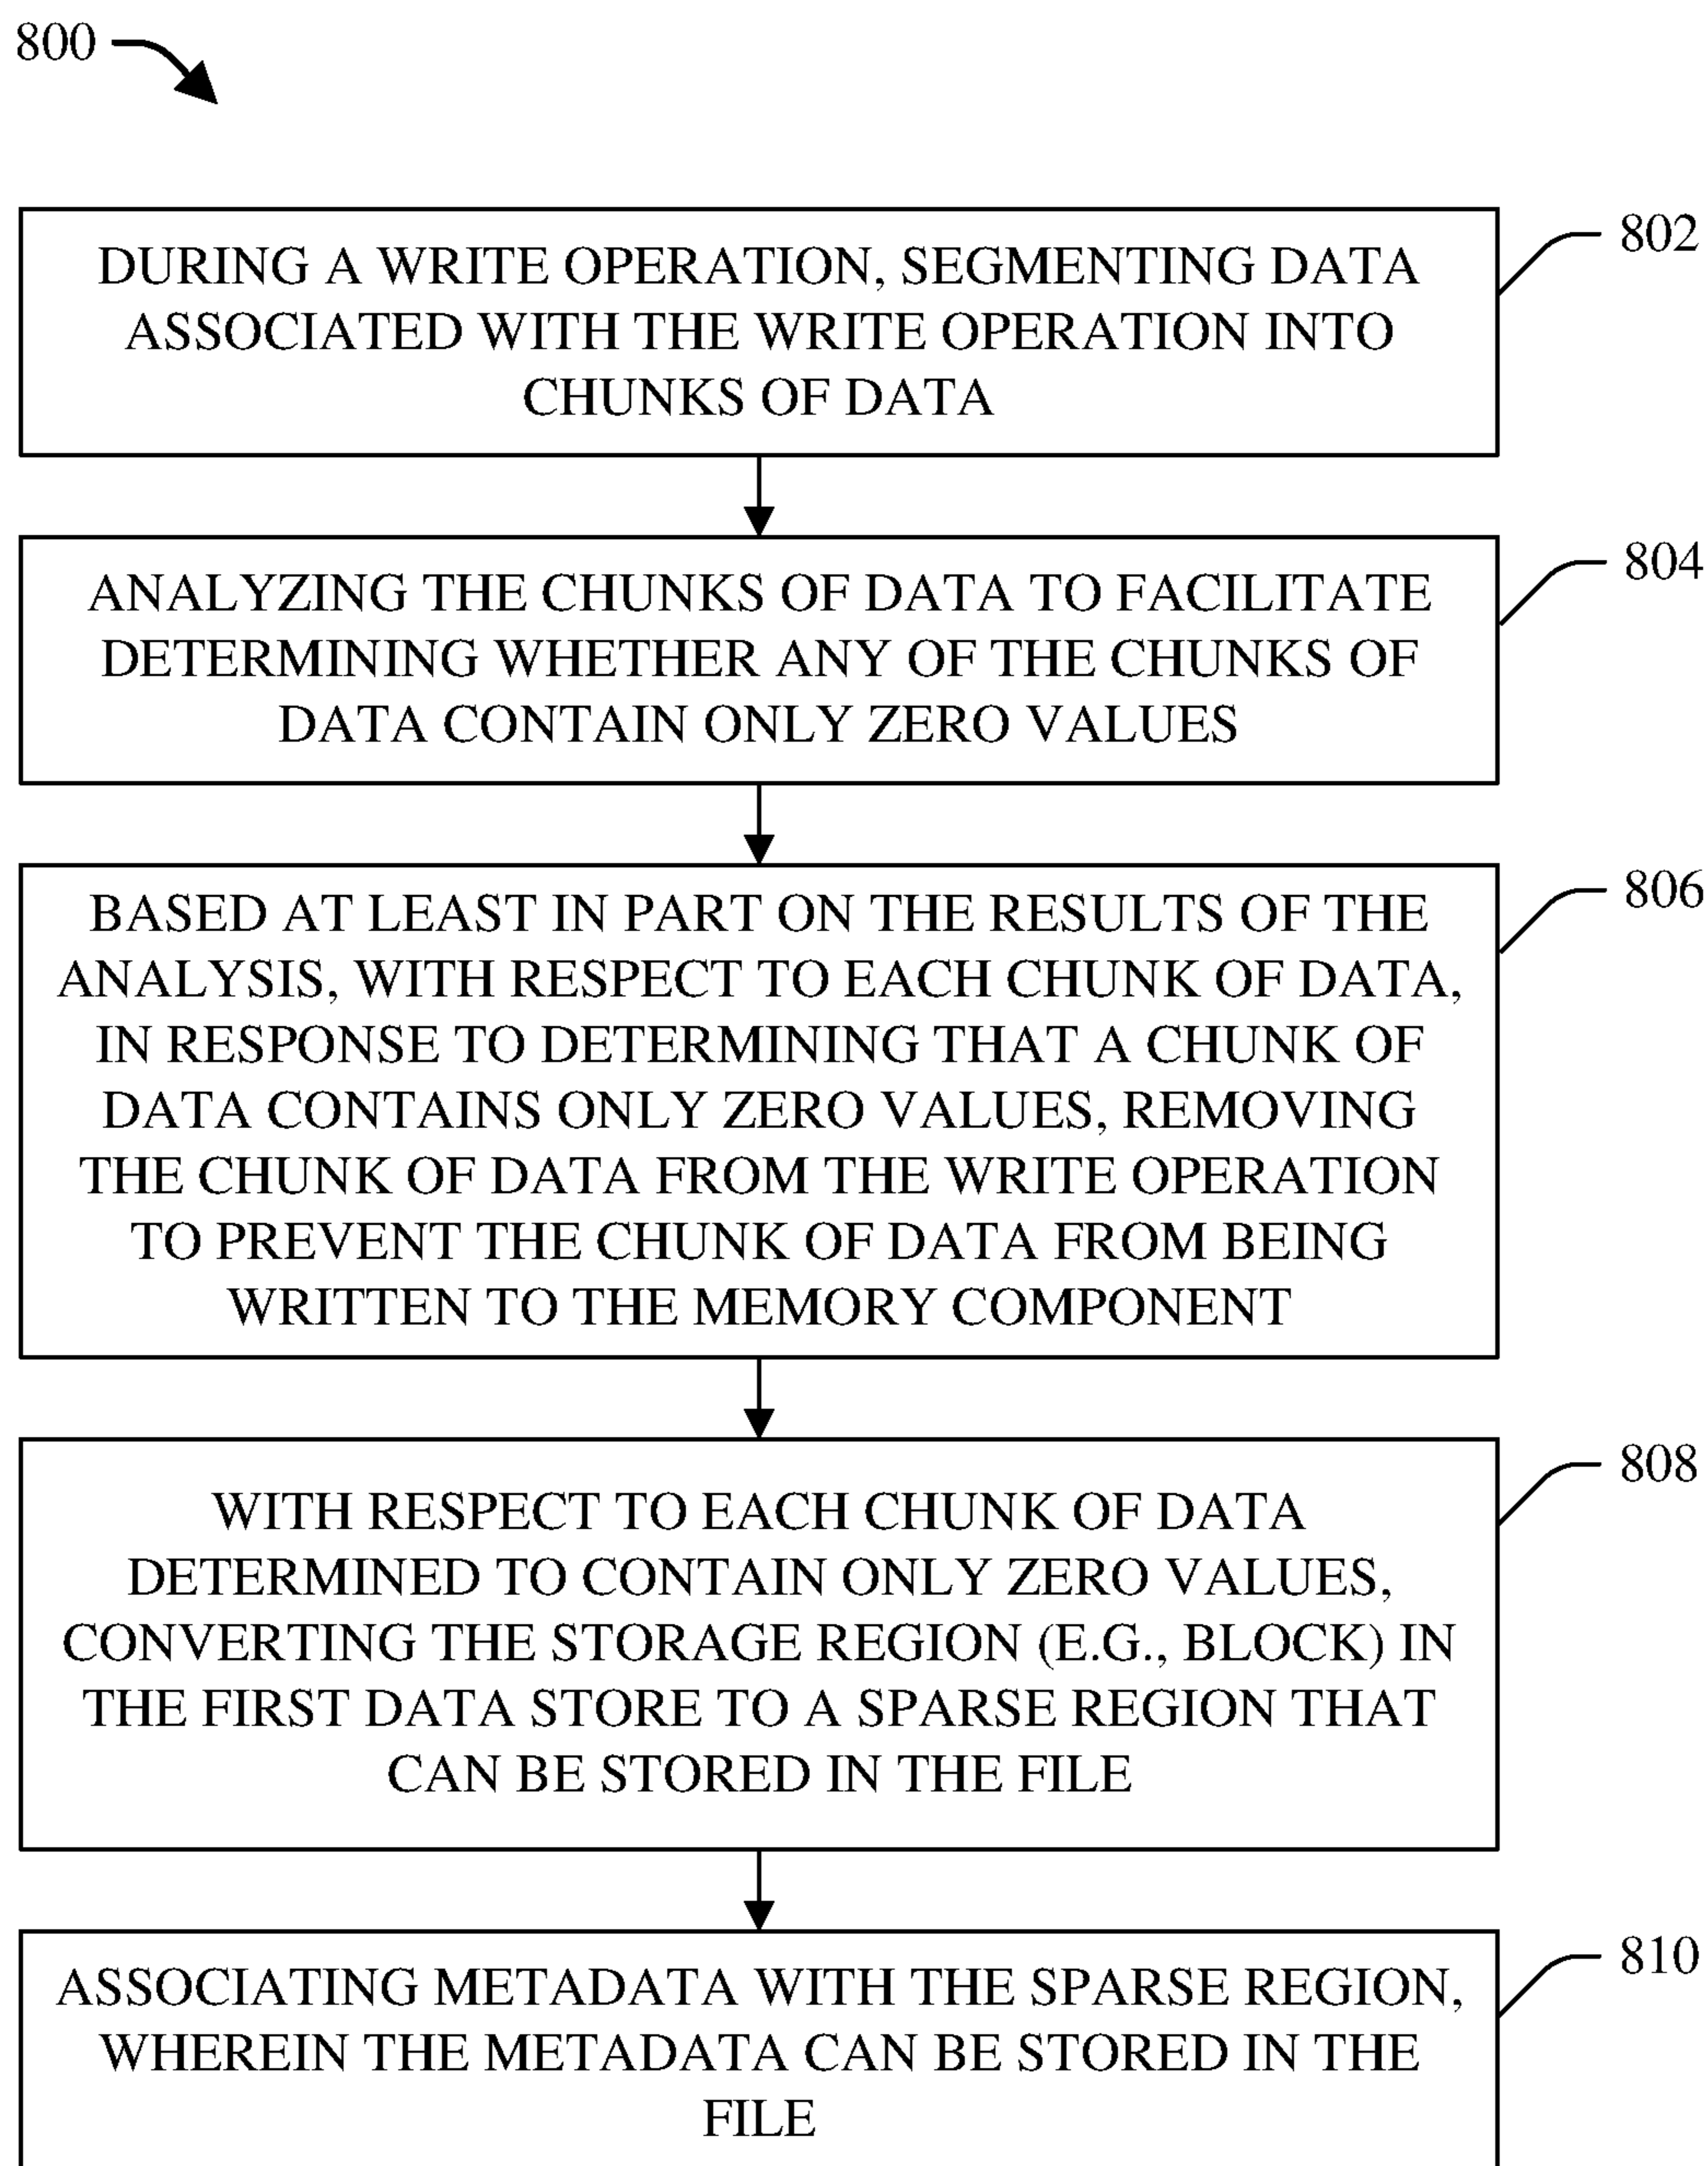 800
802
DURING A WRITE OPERATION, SEGMENTING DATA
ASSOCIATED WITH THE WRITE OPERATION INTO
CHUNKS OF DATA
804
ANALYZING THE CHUNKS OF DATA TO FACILITATE
DETERMINING WHETHER ANY OF THE CHUNKS OF
DATA CONTAIN ONLY ZERO VALUES
806
BASED AT LEAST IN PART ON THE RESULTS OF THE
ANALYSIS, WITH RESPECT TO EACH CHUNK OF DATA,
IN RESPONSE TO DETERMINING THAT A CHUNK OF
DATA CONTAINS ONLY ZERO VALUES, REMOVING
THE CHUNK OF DATA FROM THE WRITE OPERATION
TO PREVENT THE CHUNK OF DATA FROM BEING
WRITTEN TO THE MEMORY COMPONENT
808
WITH RESPECT TO EACH CHUNK OF DATA
DETERMINED TO CONTAIN ONLY ZERO VALUES,
CONVERTING THE STORAGE REGION (E.G., BLOCK) IN
THE FIRST DATA STORE TO A SPARSE REGION THAT
CAN BE STORED IN THE FILE
810
ASSOCIATING METADATA WITH THE SPARSE REGION,
WHEREIN THE METADATA CAN BE STORED IN THE
FILE